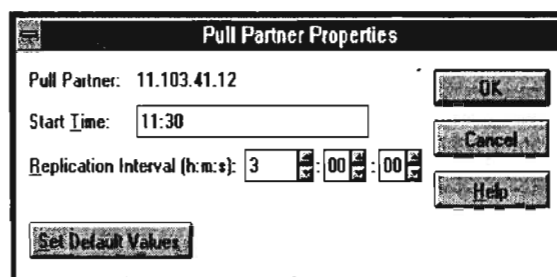 Pull Partner Properties
Pull Partner: 11.103.41.12
OK
Start Time: 11:30
Cancel
Replication Interval (h:m:s): 3 : 00 : 00
Help
Set Default Values